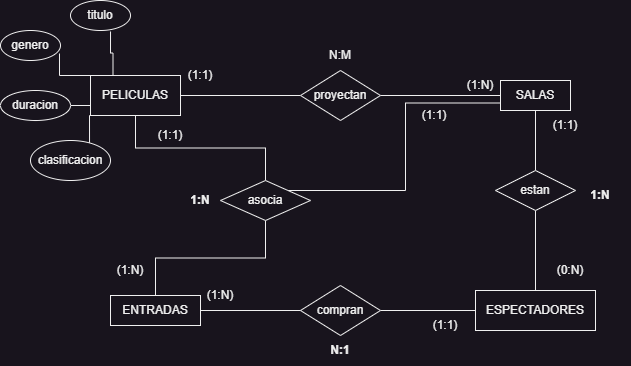 titulo
genero
N:M
(1:1)
PELICULAS
proyectan
(1:N)
SALAS
duracion
(1:1)
(1:1)
(1:1)
clasificacion
1:N
asocia
estan
1:N
(1:N)
(0:N)
(1:N)
ENTRADAS
compran
ESPECTADORES
(1:1)
N:1